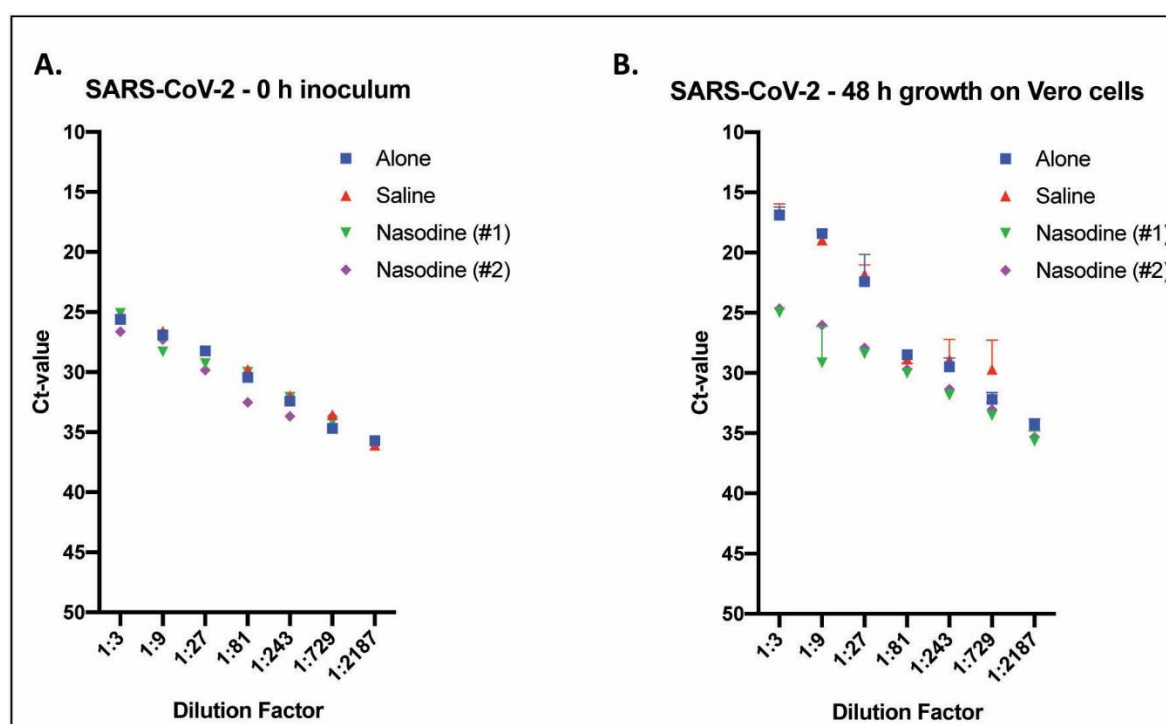 A.
SARS-CoV-2 - 0 h inoculum
10
15
20
25
30
35
40
45
50
Ct-value
Alone
Saline
Nasodine (#1)
Nasodine (#2)
1:3
1:9
1:27
1:81
1:243
1:729
1:2187
Dilution Factor
B.
SARS-CoV-2 - 48 h growth on Vero cells
10
15
20
25
30
35
40
45
50
Ct-value
Alone
Saline
Nasodine (#1)
Nasodine (#2)
1:3
1:9
1:27
1:81
1:243
1:729
1:2187
Dilution Factor